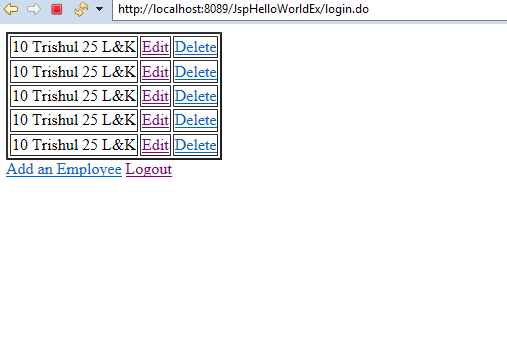 http://localhost:8089/JspHelloWorldEx/login.do
10 Trishul 25 L&K Edit Delete
10 Trishul 25 L&K Edit Delete
10 Trishul 25 L&K Edit Delete
10 Trishul 25 L&K Edit Delete
10 Trishul 25 L&K Edit Delete
Add an Employee Logout